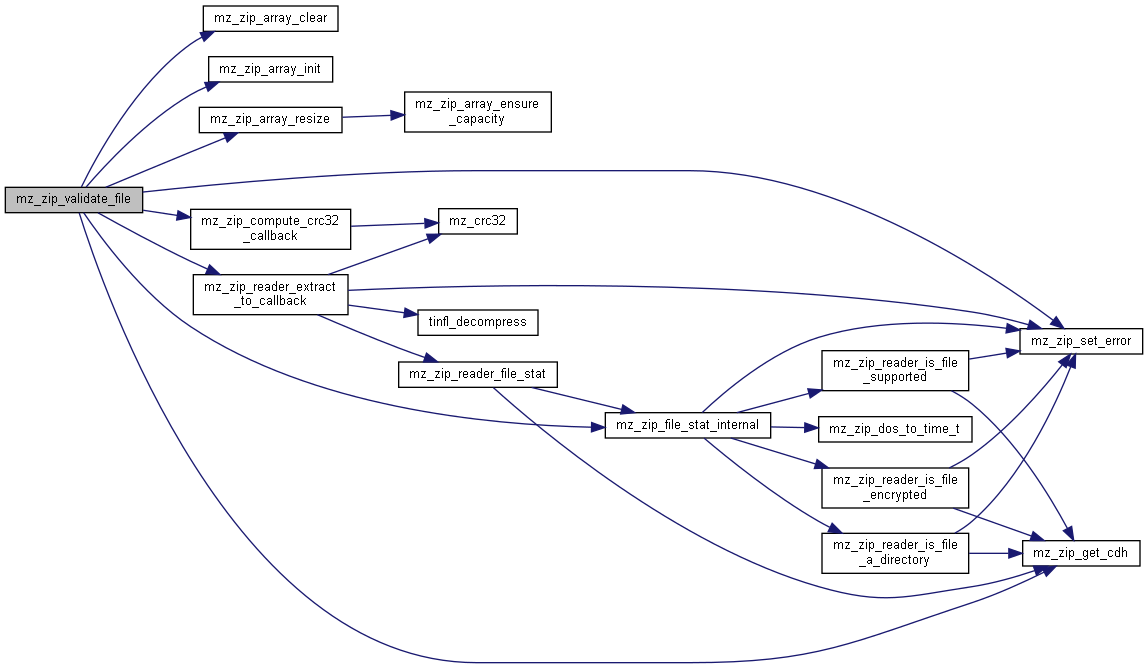 mz_zip_array_clear
mz_zip_array_init
mz_zip_array_resize
mz_zip_array_ensure
_capacity
mz_zip_validate_file
mz_zip_compute_crc32
_callback
mz_crc32
mz_zip_reader_extract
_to_callback
tinfl_decompress
mz_zip_reader_file_stat
mz_zip_file_stat_internal
mz_zip_set_error
mz_zip_reader_is_file
_supported
mz_zip_dos_to_time_t
mz_zip_reader_is_file
_encrypted
mz_zip_reader_is_file
_a_directory
mz_zip_get_cdh